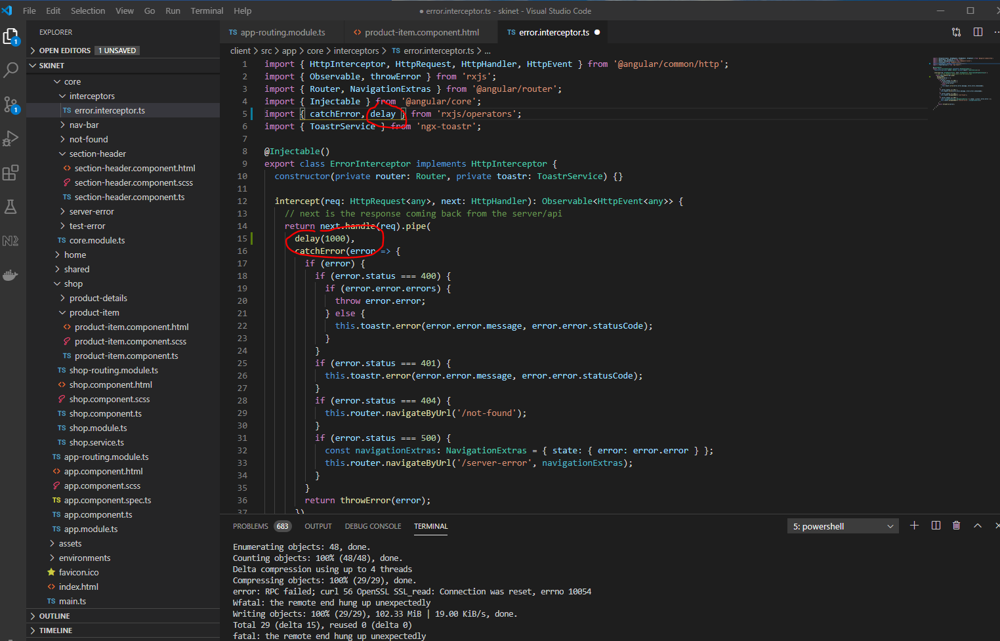 File Edit Selection View Go Run Terminal Help
● error.interceptor.ts - skinet - Visual Studio Code
EXPLORER
OPEN EDITORS 1 UNSAVED
SKINET
core
interceptors
TS error.interceptor.ts
nav-bar
not-found
section-header
section-header.component.html
section-header.component.scss
TS section-header.component.ts
server-error
test-error
TS core.module.ts
home
shared
shop
product-details
product-item
product-item.component.html
product-item.component.scss
TS product-item.component.ts
TS shop-routing.module.ts
shop.component.html
shop.component.scss
TS shop.component.ts
TS shop.module.ts
TS shop.service.ts
TS app-routing.module.ts
app.component.html
app.component.scss
TS app.component.spec.ts
TS app.component.ts
TS app.module.ts
assets
environments
favicon.ico
index.html
TS main.ts
OUTLINE
TIMELINE
1
1
TS app-routing.module.ts
<> product-item.component.html
TS error.interceptor.ts ●
client > src > app > core > interceptors > TS error.interceptor.ts > ...
1 import { HttpInterceptor, HttpRequest, HttpHandler, HttpEvent } from '@angular/common/http';
2 import { Observable, throwError } from 'rxjs';
3 import { Router, NavigationExtras } from '@angular/router';
4 import { Injectable } from '@angular/core';
5 import { catchError, delay } from 'rxjs/operators';
6 import { ToastrService } from 'ngx-toastr';
7
8 @Injectable()
9 export class ErrorInterceptor implements HttpInterceptor {
10 constructor(private router: Router, private toastr: ToastrService) {}
11
12 intercept(req: HttpRequest<any>, next: HttpHandler): Observable<HttpEvent<any>> {
13 // next is the response coming back from the server/api
14 return next.handle(req).pipe(
15 delay(1000),
16 catchError(error => {
17 if (error) {
18 if (error.status === 400) {
19 if (error.error.errors) {
20 throw error.error;
21 } else {
22 this.toastr.error(error.error.message, error.error.statusCode);
23 }
24 }
25 if (error.status === 401) {
26 this.toastr.error(error.error.message, error.error.statusCode);
27 }
28 if (error.status === 404) {
29 this.router.navigateByUrl('/not-found');
30 }
31 if (error.status === 500) {
32 const navigationExtras: NavigationExtras = { state: { error: error.error } };
33 this.router.navigateByUrl('/server-error', navigationExtras);
34 }
35 }
36 return throwError(error);
37 })
PROBLEMS 683 OUTPUT DEBUG CONSOLE TERMINAL
5: powershell
Enumerating objects: 48, done.
Counting objects: 100% (48/48), done.
Delta compression using up to 4 threads
Compressing objects: 100% (29/29), done.
error: RPC failed; curl 56 OpenSSL SSL_read: Connection was reset, errno 10054
Wfatal: the remote end hung up unexpectedly
Writing objects: 100% (29/29), 102.33 MiB | 19.00 KiB/s, done.
Total 29 (delta 15), reused 0 (delta 0)
fatal: the remote end hung up unexpectedly